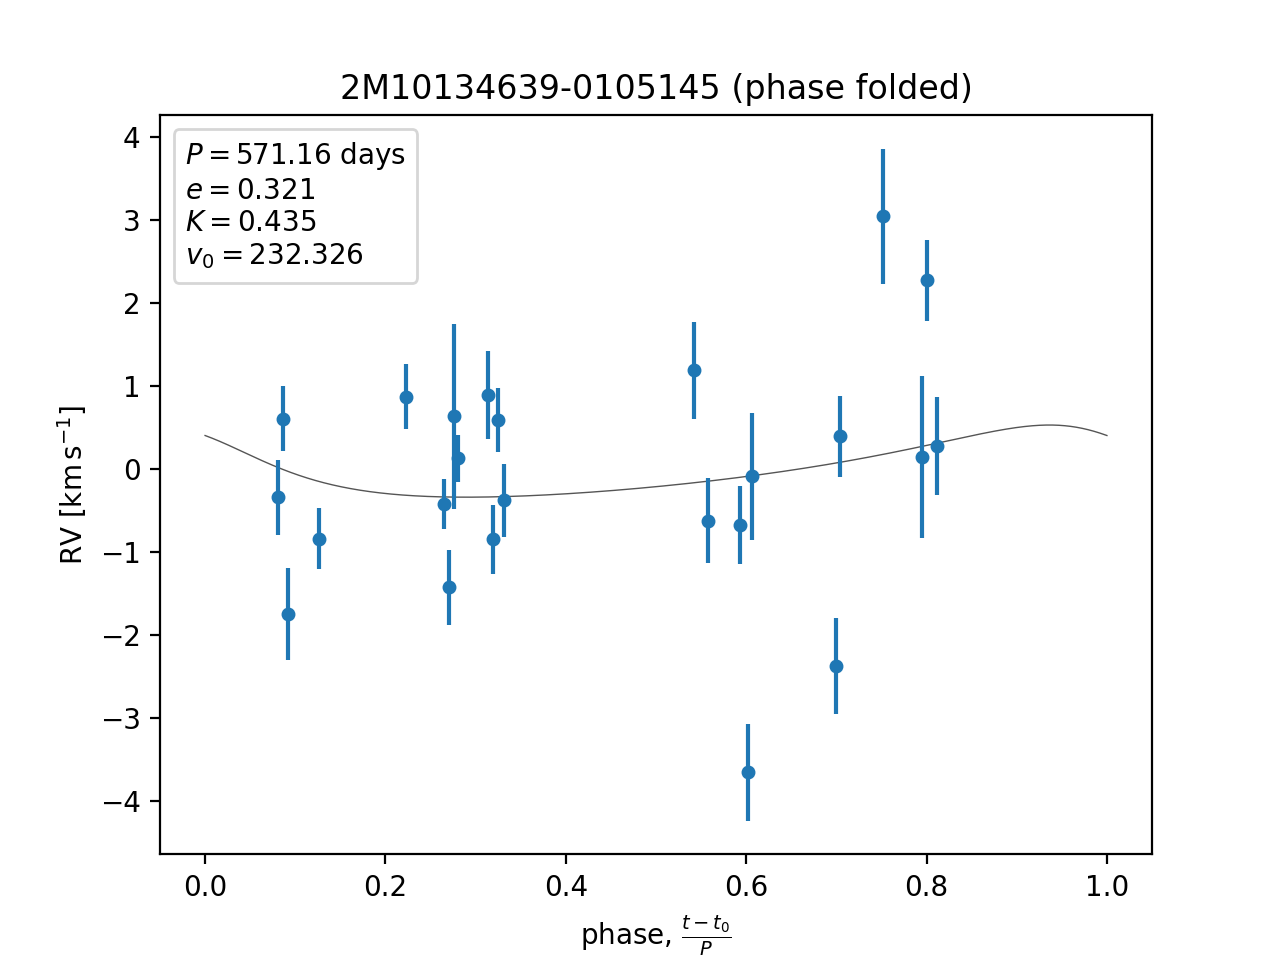 2M10134639-0105145 (phase folded)
P = 571.16 days
e = 0.321
K = 0.435
v₀ = 232.326
4
3
2
1
0
−1
−2
−3
−4
RV [km s⁻¹]
0.0 0.2 0.4 0.6 0.8 1.0
phase, (t − t₀)/P